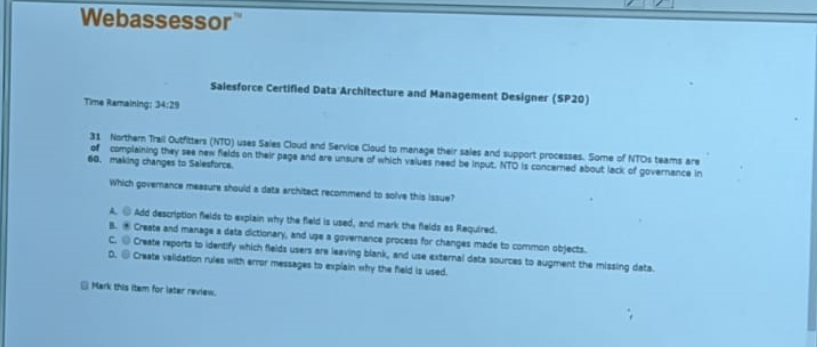 Webassessor™
Salesforce Certified Data Architecture and Management Designer (SP20)
Time Remaining: 34:29
31 Northern Trail Outfitters (NTO) uses Sales Cloud and Service Cloud to manage their sales and support processes. Some of NTOs teams are
of complaining they see new fields on their page and are unsure of which values need be input. NTO is concerned about lack of governance in
60. making changes to Salesforce.
Which governance measure should a data architect recommend to solve this issue?
A. Add description fields to explain why the field is used, and mark the fields as Required.
B. Create and manage a data dictionary, and use a governance process for changes made to common objects.
C. Create reports to identify which fields users are leaving blank, and use external data sources to augment the missing data.
D. Create validation rules with error messages to explain why the field is used.
Mark this item for later review.